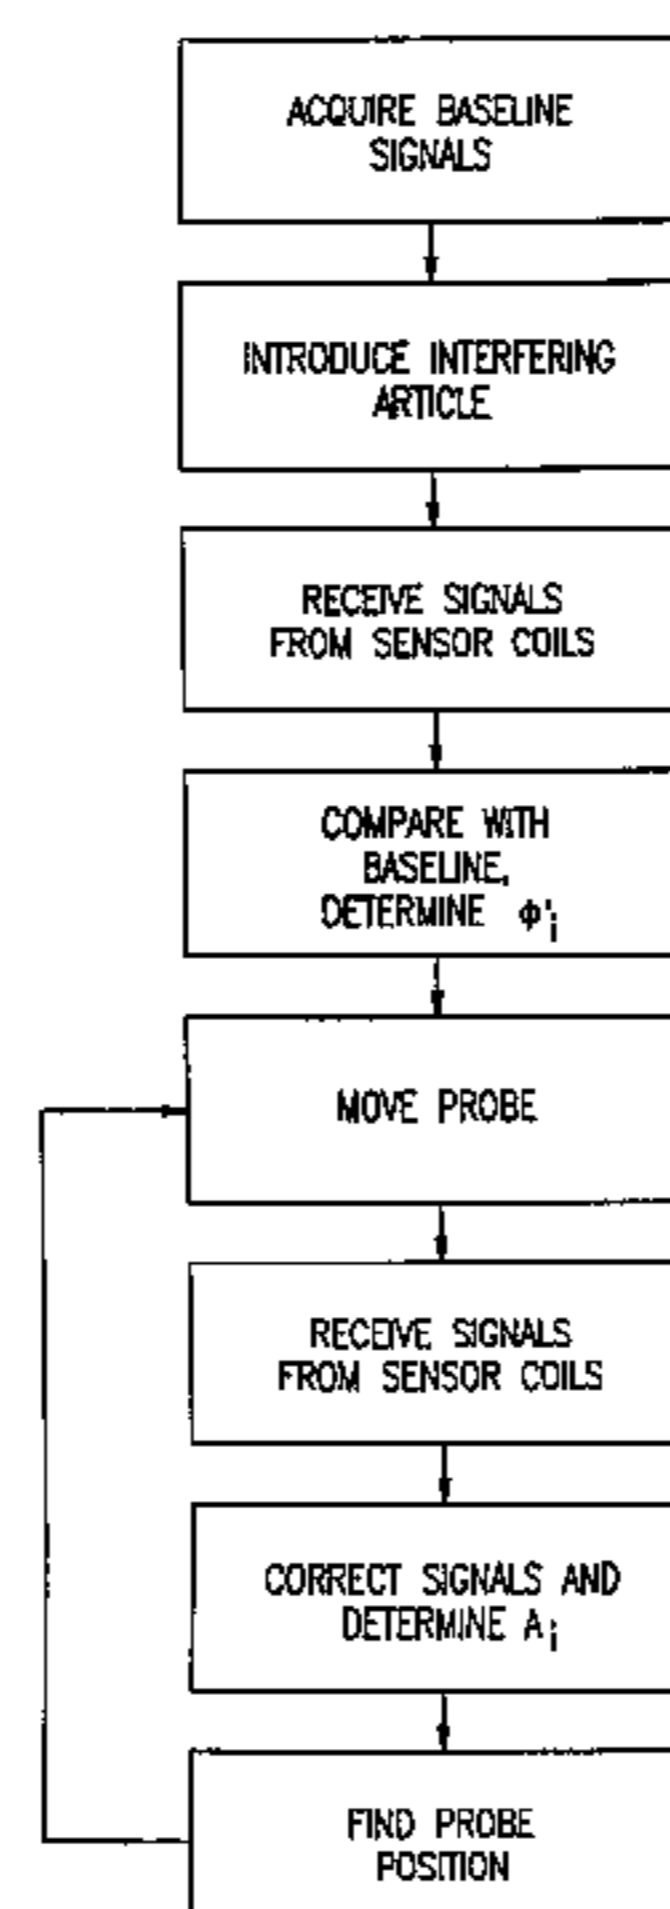 ACQUIRE BASELINE
SIGNALS
INTRODUCE INTERFERING
ARTICLE
RECEIVE SIGNALS
FROM SENSOR COILS
COMPARE WITH
BASELINE,
DETERMINE ϕ'i
MOVE PROBE
RECEIVE SIGNALS
FROM SENSOR COILS
CORRECT SIGNALS AND
DETERMINE Ai
FIND PROBE
POSITION